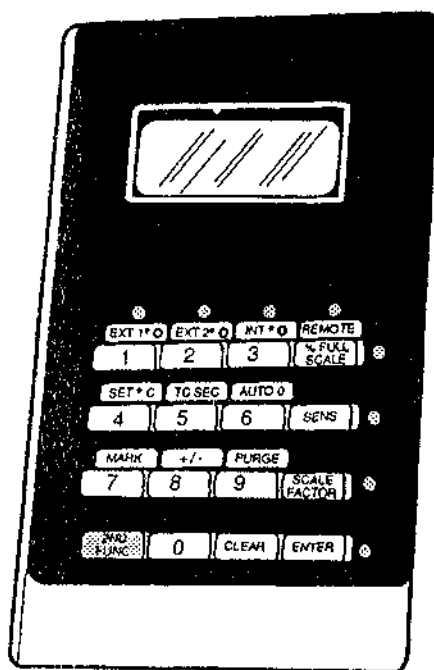 EXT 1° O EXT 2° O INT ° O REMOTE
1 2 3 % FULL SCALE
SET ° C TC SEC AUTO 0
4 5 6 SENS
MARK +/- PURGE
7 8 9 SCALE FACTOR
2ND FUNC 0 CLEAR ENTER